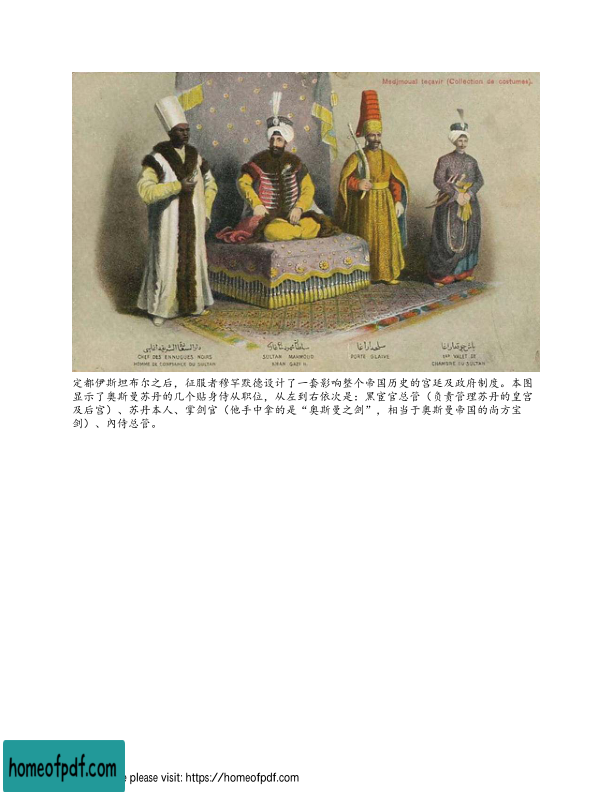 Medjmouai teçavir (Collection de costumes).
CHEF DES EUNUQUES NOIRS
HOMME DE CONFIANCE DU SULTAN
SULTAN MAHMOUD
KHAN GAZI II.
PORTE GLAIVE
VALET DE
CHAMBRE DU SULTAN
定都伊斯坦布尔之后，征服者穆罕默德设计了一套影响整个帝国历史的宫廷及政府制度。本图
显示了奥斯曼苏丹的几个贴身侍从职位，从左到右依次是：黑宦官总管（负责管理苏丹的皇宫
及后宫）、苏丹本人、掌剑官（他手中拿的是“奥斯曼之剑”，相当于奥斯曼帝国的尚方宝
剑）、内侍总管。
homeofpdf.com
e please visit: https://homeofpdf.com